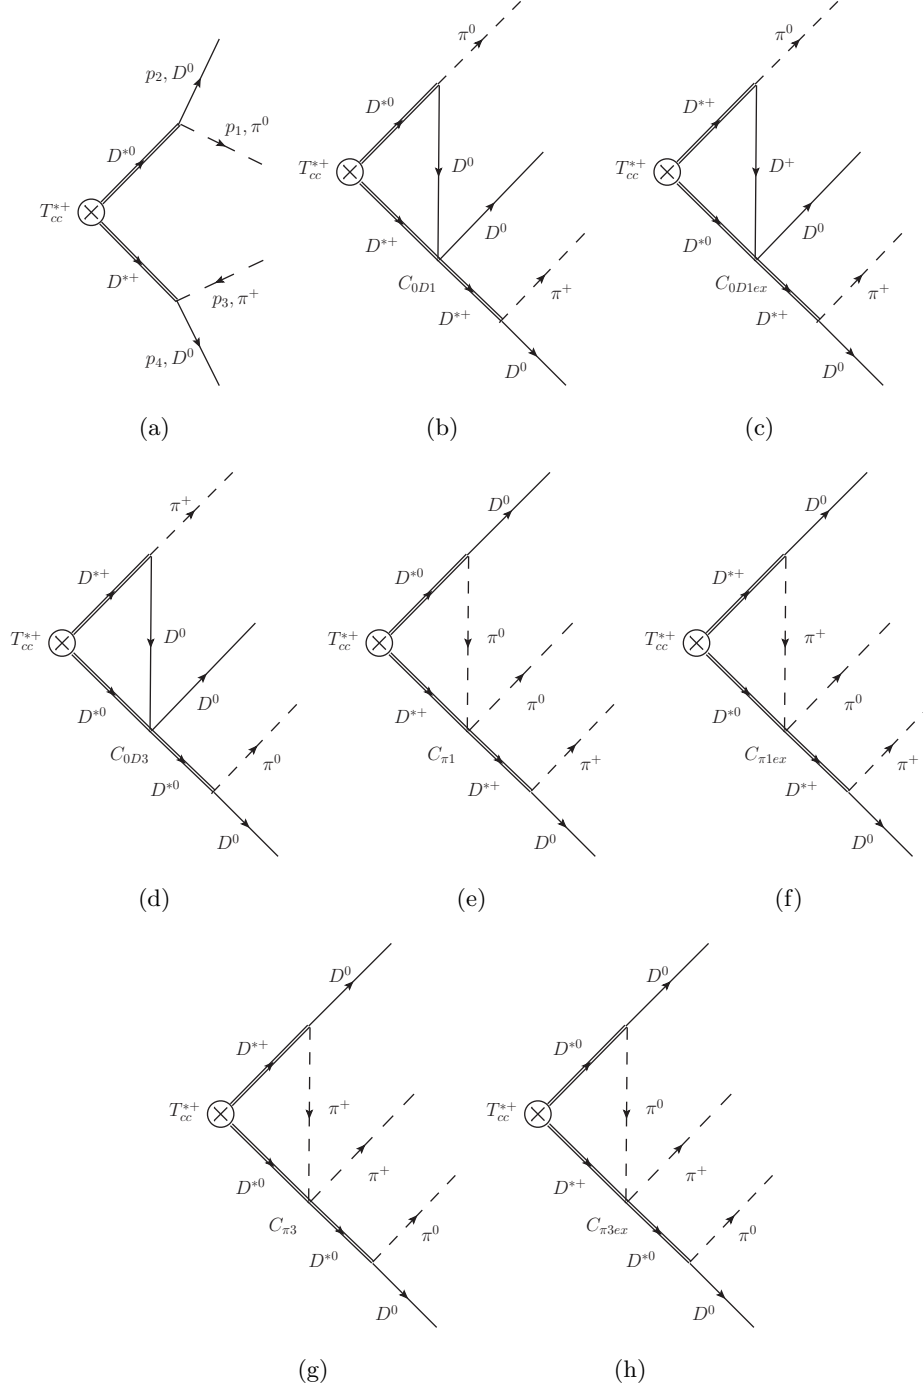 p₂, D⁰
p₁, π⁰
D*⁰
T*⁺cc
D*⁺
p₃, π⁺
p₄, D⁰
(a)
π⁰
D*⁰
T*⁺cc
D⁰
D*⁺
D⁰
C₀D₁
π⁺
D*⁺
D⁰
(b)
π⁰
D*⁺
T*⁺cc
D⁺
D*⁰
D⁰
C₀D₁ex
π⁺
D*⁺
D⁰
(c)
π⁺
D*⁺
T*⁺cc
D⁰
D*⁰
D⁰
C₀D₃
π⁰
D*⁰
D⁰
(d)
D⁰
D*⁰
T*⁺cc
π⁰
D*⁺
π⁰
Cπ₁
π⁺
D*⁺
D⁰
(e)
D⁰
D*⁺
T*⁺cc
π⁺
D*⁰
π⁰
Cπ₁ex
π⁺
D*⁺
D⁰
(f)
D⁰
D*⁺
T*⁺cc
π⁺
D*⁰
π⁺
Cπ₃
π⁰
D*⁰
D⁰
(g)
D⁰
D*⁰
T*⁺cc
π⁰
D*⁺
π⁺
Cπ₃ex
π⁰
D*⁰
D⁰
(h)